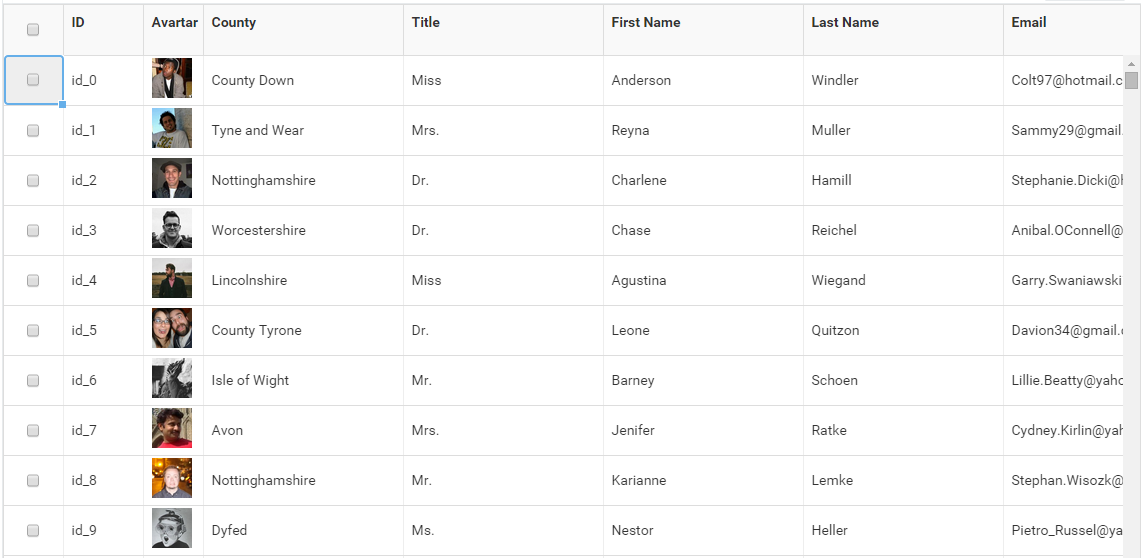 ID Avartar County Title First Name Last Name Email
id_0 County Down Miss Anderson Windler Colt97@hotmail.c
id_1 Tyne and Wear Mrs. Reyna Muller Sammy29@gmail.
id_2 Nottinghamshire Dr. Charlene Hamill Stephanie.Dicki@h
id_3 Worcestershire Dr. Chase Reichel Anibal.OConnell@
id_4 Lincolnshire Miss Agustina Wiegand Garry.Swaniawski
id_5 County Tyrone Dr. Leone Quitzon Davion34@gmail.
id_6 Isle of Wight Mr. Barney Schoen Lillie.Beatty@yaho
id_7 Avon Mrs. Jenifer Ratke Cydney.Kirlin@yah
id_8 Nottinghamshire Mr. Karianne Lemke Stephan.Wisozk@
id_9 Dyfed Ms. Nestor Heller Pietro_Russel@ya